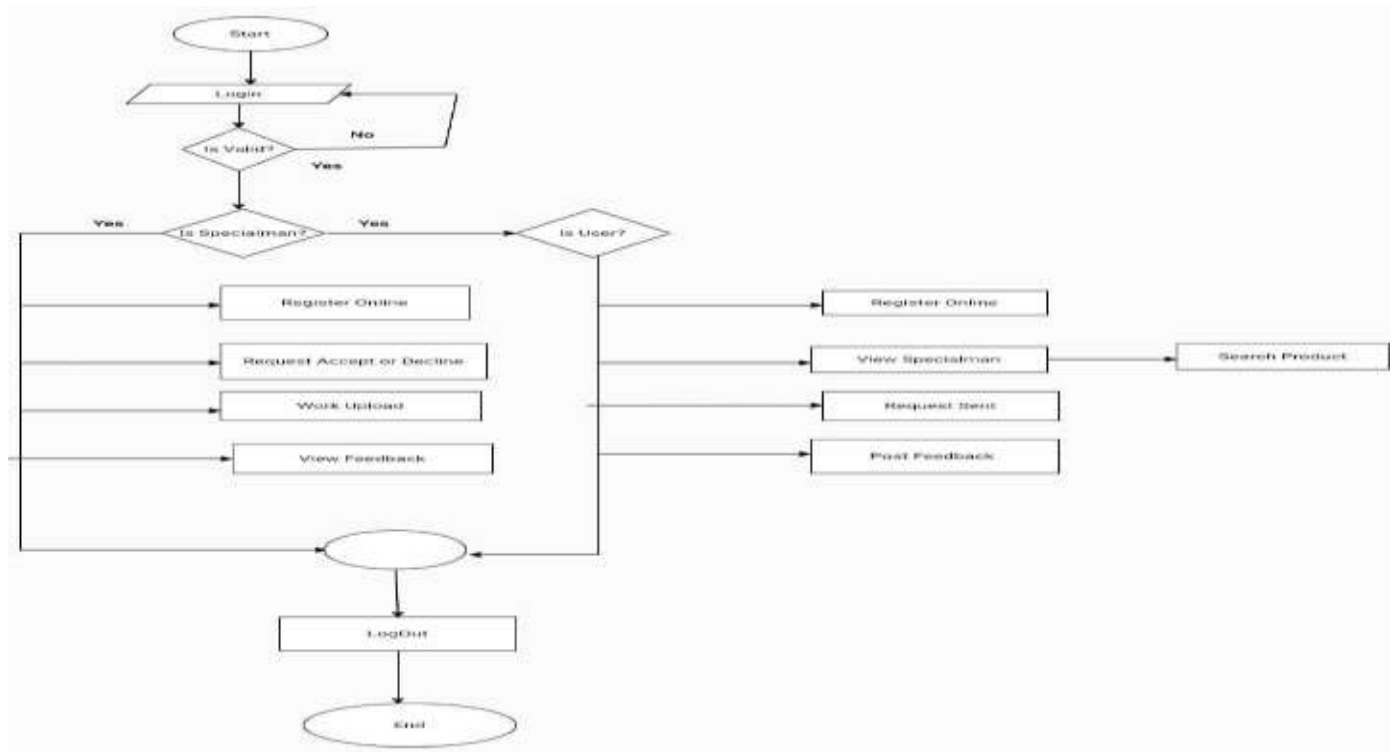 Start
Login
No
Is Valid?
Yes
Yes
Yes
Is Specialman?
Is User?
Register Online
Register Online
Request Accept or Decline
View Specialman
Search Product
Work Upload
Request Sent
View Feedback
Post Feedback
LogOut
End